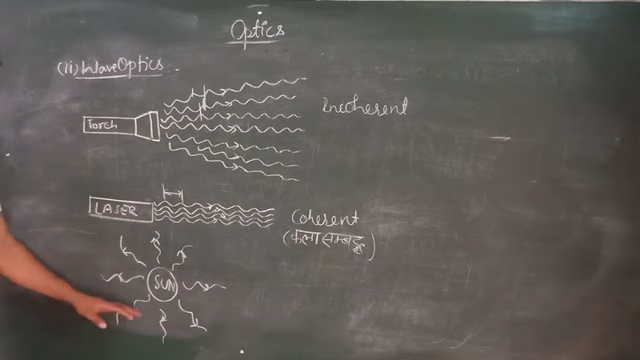 Optics
(ii) Wave Optics
Torch
Incoherent
LASER
Coherent
(कला सम्बद्ध)
SUN